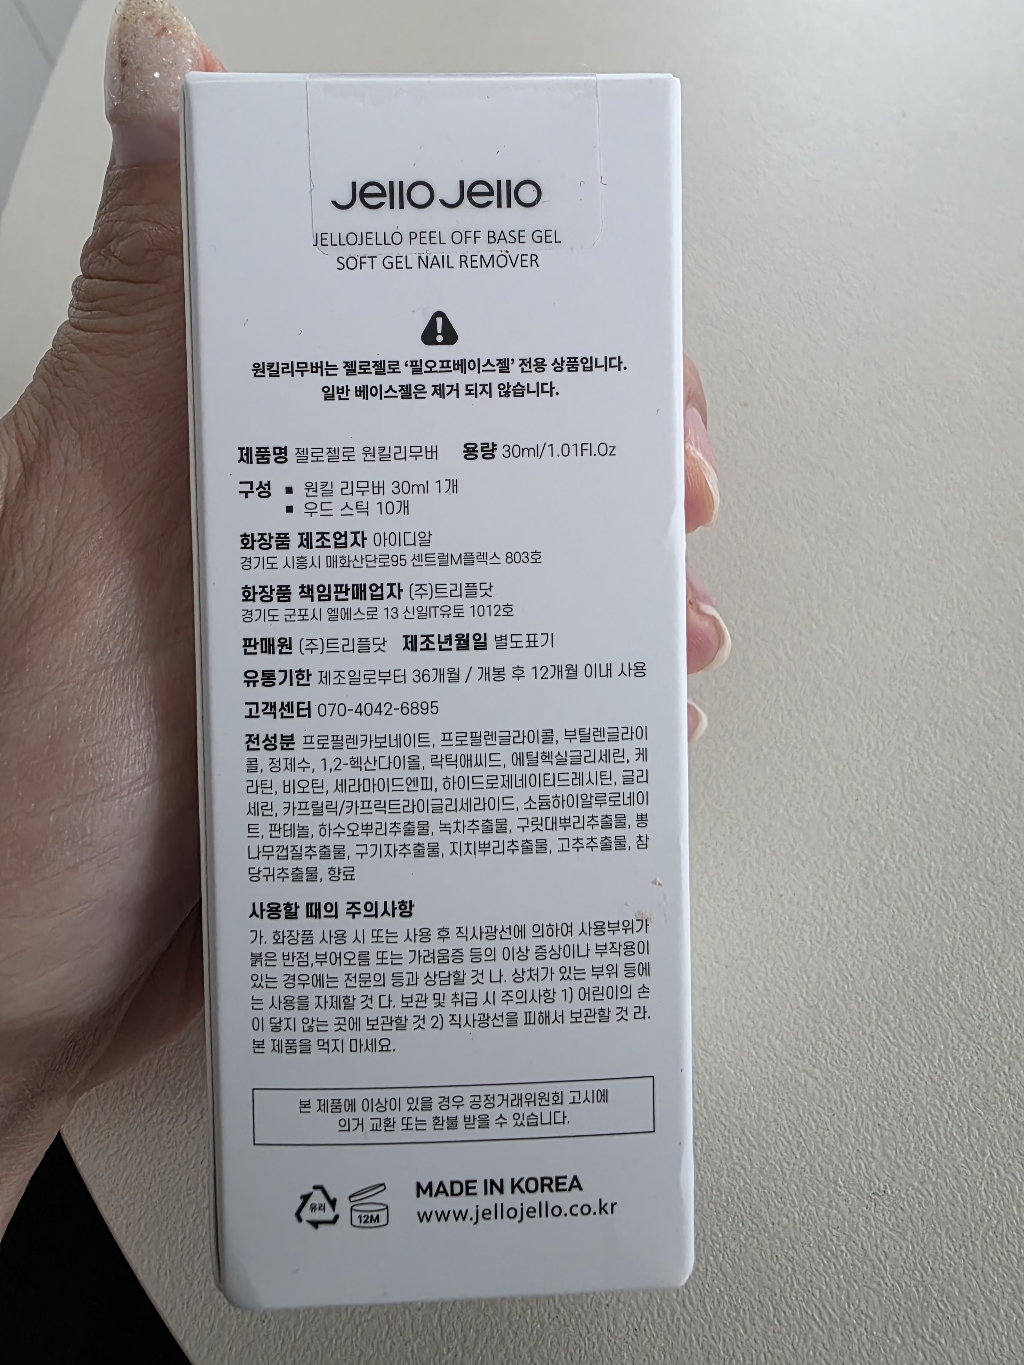 Jello Jello
JELLOJELLO PEEL OFF BASE GEL
SOFT GEL NAIL REMOVER
원킬리무버는 젤로젤로 ‘필오프베이스젤’ 전용 상품입니다.
일반 베이스젤은 제거 되지 않습니다.
제품명 젤로젤로 원킬리무버 용량 30ml/1.01Fl.Oz
구성 ▪ 원킬 리무버 30ml 1개
▪ 우드 스틱 10개
화장품 제조업자 아이디알
경기도 시흥시 매화산단로95 센트럴M플렉스 803호
화장품 책임판매업자 (주)트리플닷
경기도 군포시 엘에스로 13 신일IT유토 1012호
판매원 (주)트리플닷 제조년월일 별도표기
유통기한 제조일로부터 36개월 / 개봉 후 12개월 이내 사용
고객센터 070-4042-6895
전성분 프로필렌카보네이트, 프로필렌글라이콜, 부틸렌글라이
콜, 정제수, 1,2-헥산다이올, 락틱애씨드, 에틸헥실글리세린, 케
라틴, 비오틴, 세라마이드엔피, 하이드로제네이티드레시틴, 글리
세린, 카프릴릭/카프릭트라이글리세라이드, 소듐하이알루로네이
트, 판테놀, 하수오뿌리추출물, 녹차추출물, 구릿대뿌리추출물, 뽕
나무껍질추출물, 구기자추출물, 지치뿌리추출물, 고추추출물, 참
당귀추출물, 향료
사용할 때의 주의사항
가. 화장품 사용 시 또는 사용 후 직사광선에 의하여 사용부위가
붉은 반점,부어오름 또는 가려움증 등의 이상 증상이나 부작용이
있는 경우에는 전문의 등과 상담할 것 나. 상처가 있는 부위 등에
는 사용을 자제할 것 다. 보관 및 취급 시 주의사항 1) 어린이의 손
이 닿지 않는 곳에 보관할 것 2) 직사광선을 피해서 보관할 것 라.
본 제품을 먹지 마세요.
본 제품에 이상이 있을 경우 공정거래위원회 고시에
의거 교환 또는 환불 받을 수 있습니다.
유리
12M
MADE IN KOREA
www.jellojello.co.kr